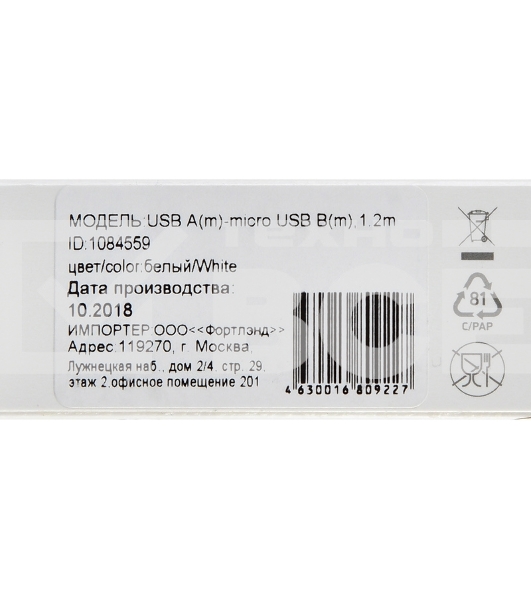 МОДЕЛЬ:USB A(m)-micro USB B(m),1.2m
ID:1084559
цвет/color:белый/White
Дата производства:
10.2018
ИМПОРТЕР:ООО<<Фортлэнд>>
Адрес:119270, г. Москва,
Лужнецкая наб., дом 2/4. стр. 29,
этаж 2.офисное помещение 201
4 630016 809227
81
C/PAP